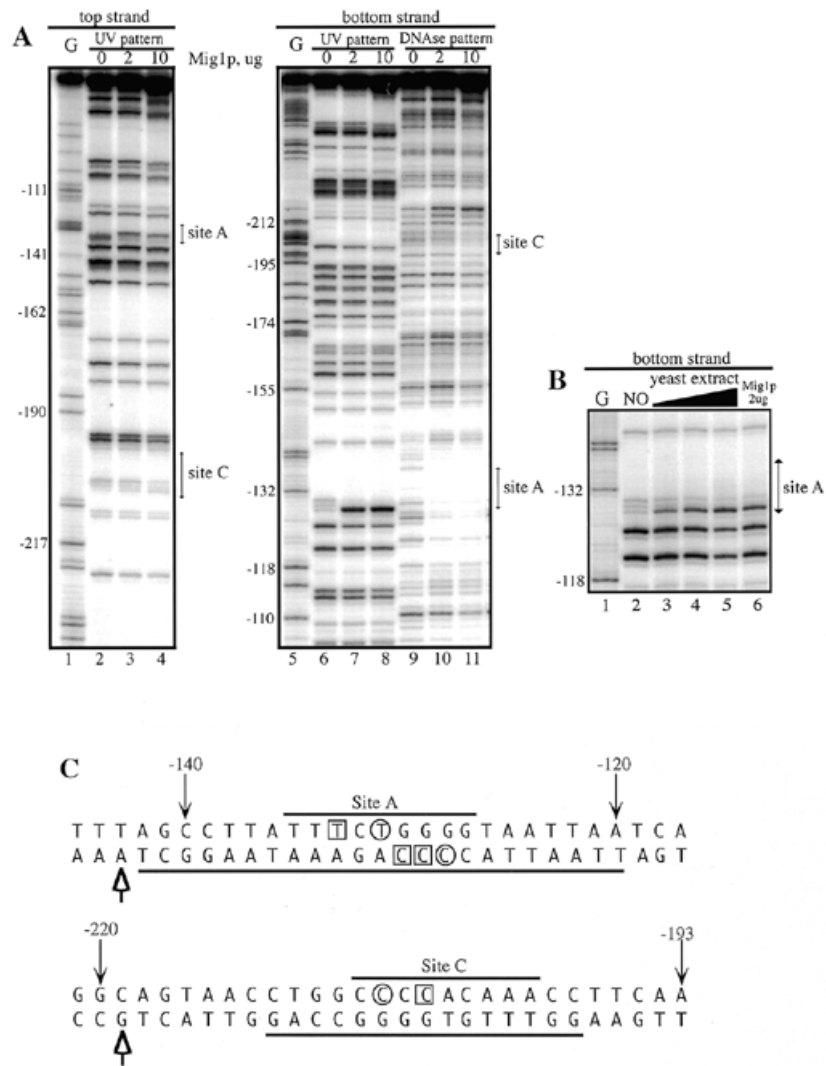 A
top strand
G UV pattern
0 2 10
Mig1p, ug
bottom strand
G UV pattern DNAse pattern
0 2 10 0 2 10
-111
-141
-162
-190
-217
site A
site C
1 2 3 4
-212
-195
-174
-155
-132
-118
-110
site C
site A
5 6 7 8 9 10 11
B
bottom strand
yeast extract
G NO Mig1p
2ug
-132
-118
site A
1 2 3 4 5 6
C
-140 -120
Site A
T T T A G C C T T A T T T C T G G G G T A A T T A A T C A
A A A T C G G A A T A A A G A C C C C A T T A A T T A G T
-220 -193
Site C
G G C A G T A A C C T G G C C C C A C A A A C C T T C A A
C C G T C A T T G G A C C G G G G T G T T T G G A A G T T